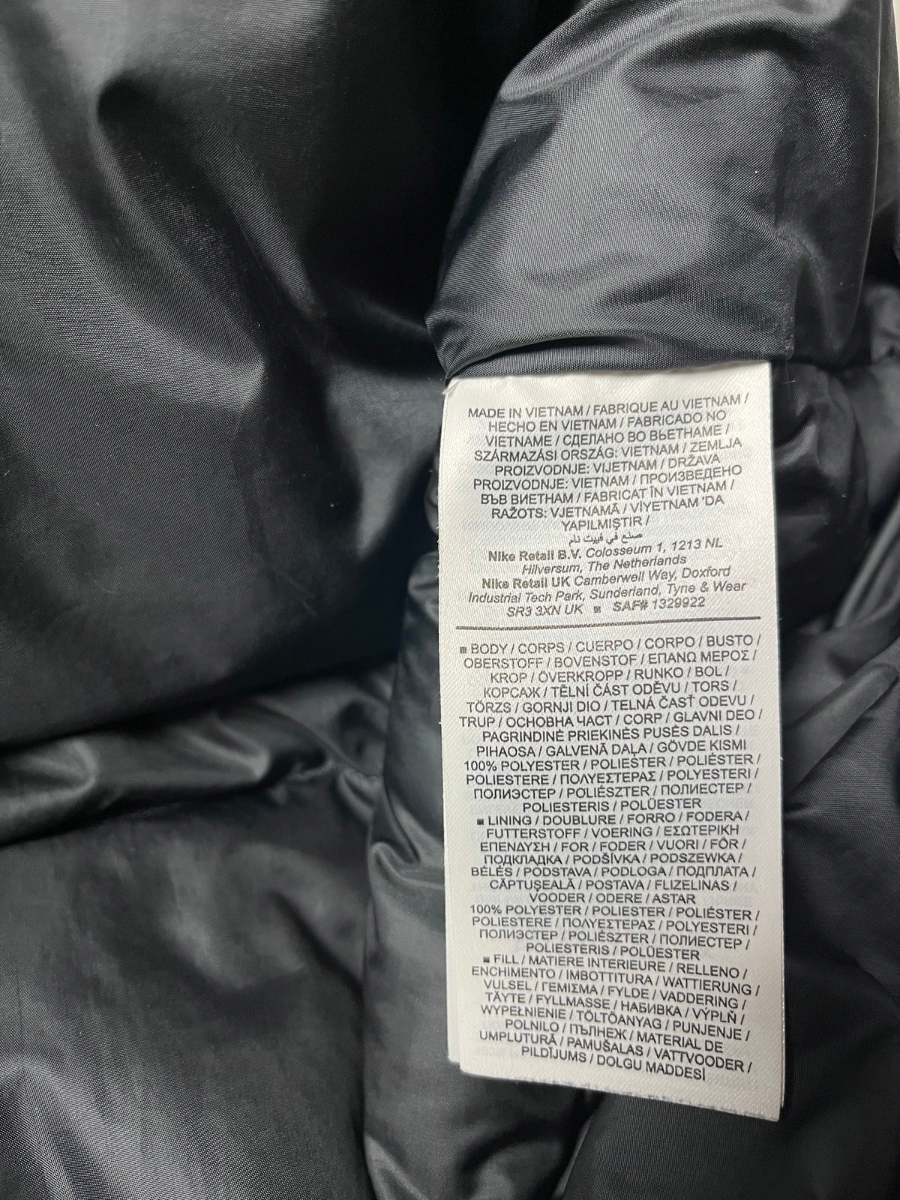 MADE IN VIETNAM / FABRIQUE AU VIETNAM /
HECHO EN VIETNAM / FABRICADO NO
VIETNAME / СДЕЛАНО ВО ВЬЕТНАМЕ /
SZÁRMAZÁSI ORSZÁG: VIETNAM / ZEMLJA
PROIZVODNJE: VIJETNAM / DRŽAVA
PROIZVODNJE: VIETNAM / ПРОИЗВЕДЕНО
ВЪВ ВИЕТНАМ / FABRICAT ÎN VIETNAM /
RAŽOTS: VJETNAMĀ / VİYETNAM 'DA
YAPILMIŞTIR /
صنع في فييت نام
Nike Retail B.V. Colosseum 1, 1213 NL
Hilversum, The Netherlands
Nike Retail UK Camberwell Way, Doxford
Industrial Tech Park, Sunderland, Tyne & Wear
SR3 3XN UK ■ SAF# 1329922
■ BODY / CORPS / CUERPO / CORPO / BUSTO /
OBERSTOFF / BOVENSTOF / ΕΠΑΝΩ ΜΕΡΟΣ /
KROP / ÖVERKROPP / RUNKO / BOL /
КОРСАЖ / TĚLNÍ ČÁST ODĚVU / TORS /
TÖRZS / GORNJI DIO / TELNÁ ČASŤ ODEVU /
TRUP / ОСНОВНА ЧАСТ / CORP / GLAVNI DEO /
PAGRINDINĖ PRIEKINĖS PUSĖS DALIS /
PIHAOSA / GALVENĀ DAĻA / GÖVDE KISMI
100% POLYESTER / POLIESTER / POLIÉSTER /
POLIESTERE / ΠΟΛΥΕΣΤΕΡΑΣ / POLYESTERI /
ПОЛИЭСТЕР / POLIÉSZTER / ПОЛИЕСТЕР /
POLIESTERIS / POLÜESTER
■ LINING / DOUBLURE / FORRO / FODERA /
FUTTERSTOFF / VOERING / ΕΣΩΤΕΡΙΚΗ
ΕΠΕΝΔΥΣΗ / FOR / FODER / VUORI / FÔR /
ПОДКЛАДКА / PODŠÍVKA / PODSZEWKA /
BÉLÉS / PODSTAVA / PODLOGA / ПОДПЛАТА /
CĂPTUŞEALĂ / POSTAVA / FLIZELINAS /
VOODER / ODERE / ASTAR
100% POLYESTER / POLIESTER / POLIÉSTER /
POLIESTERE / ΠΟΛΥΕΣΤΕΡΑΣ / POLYESTERI /
ПОЛИЭСТЕР / POLIÉSZTER / ПОЛИЕСТЕР /
POLIESTERIS / POLÜESTER
■ FILL / MATIERE INTERIEURE / RELLENO /
ENCHIMENTO / IMBOTTITURA / WATTIERUNG /
VULSEL / ΓΕΜΙΣΜΑ / FYLDE / VADDERING /
TÄYTE / FYLLMASSE / НАБИВКА / VÝPLŇ /
WYPEŁNIENIE / TÖLTŐANYAG / PUNJENJE /
POLNILO / ПЪЛНЕЖ / MATERIAL DE
UMPLUTURĂ / PAMUŠALAS / VATTVOODER /
PILDĪJUMS / DOLGU MADDESI